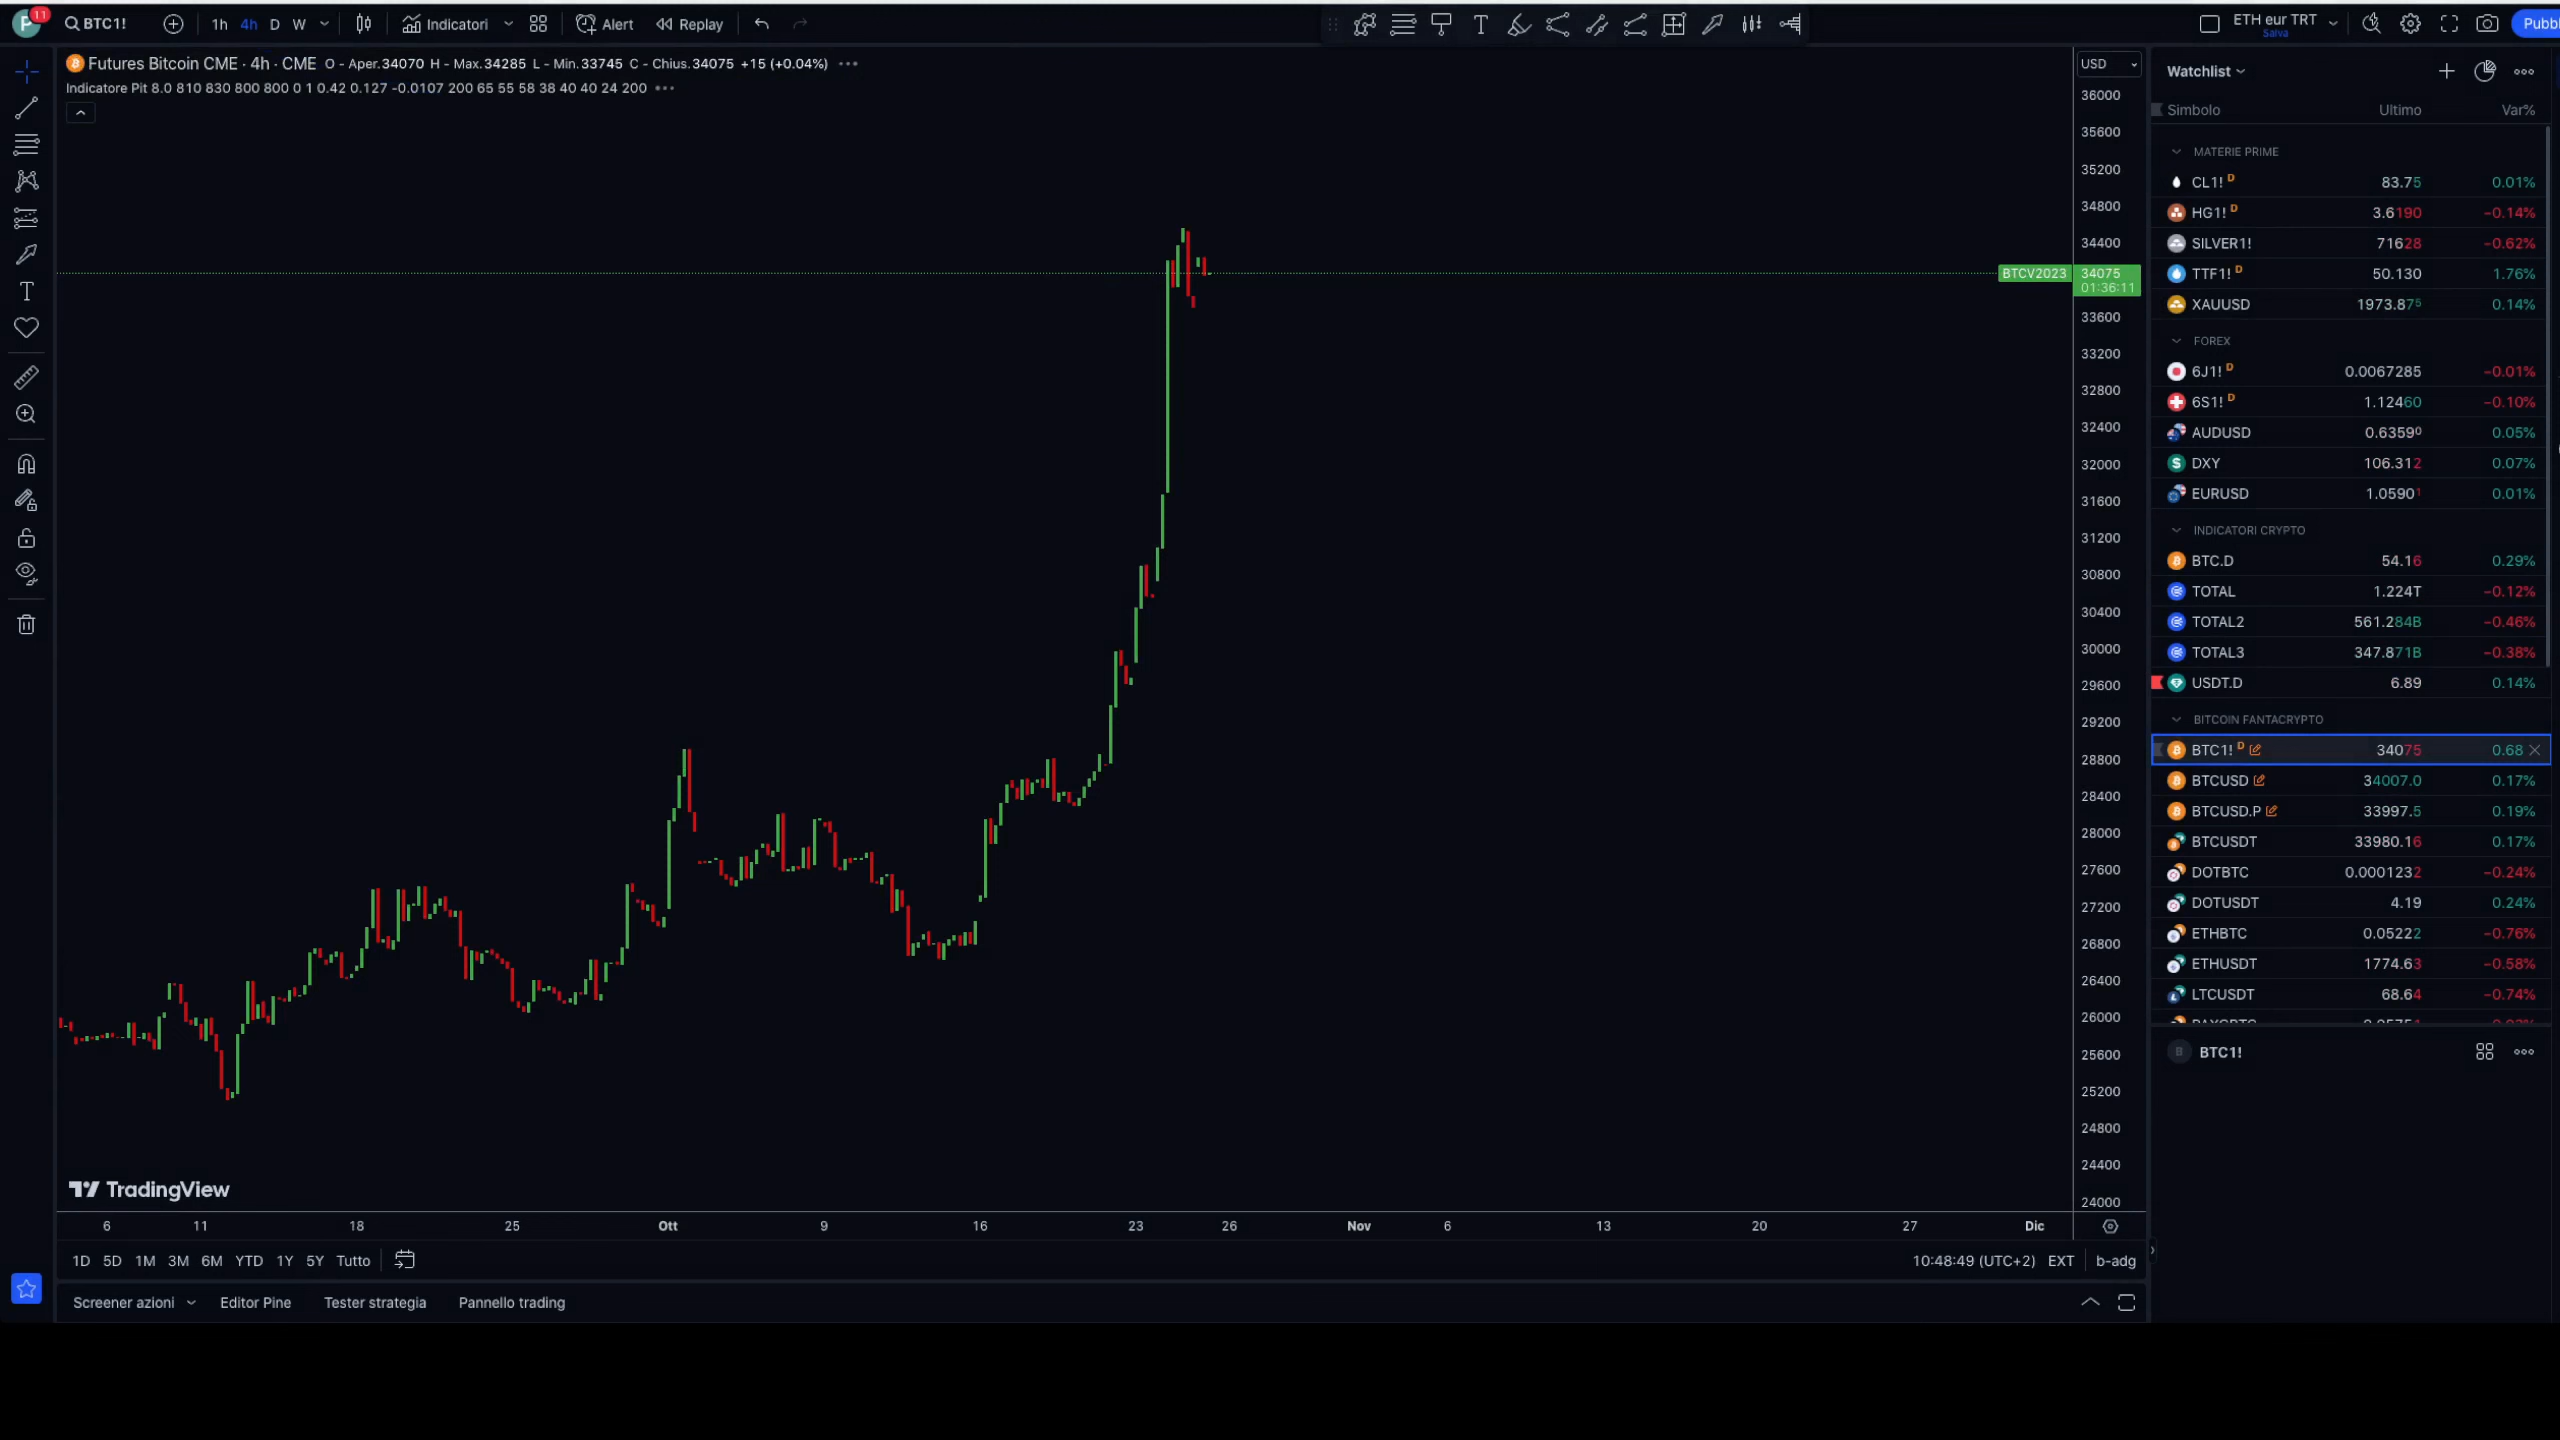 P 11 BTC1! 1h 4h D W Indicatori Alert Replay ETH eur TRT Salva
Futures Bitcoin CME · 4h · CME O - Aper.34070 H - Max.34285 L - Min.33745 C - Chius.34075 +15 (+0.04%)
Indicatore Pit 8.0 810 830 800 800 0 1 0.42 0.127 -0.0107 200 65 55 58 38 40 40 24 200
USD
36000
35600
35200
34800
34400
BTCV2023 34075
01:36:11
33600
33200
32800
32400
32000
31600
31200
30800
30400
30000
29600
29200
28800
28400
28000
27600
27200
26800
26400
26000
25600
25200
24800
24400
24000
TradingView
6 11 18 25 Ott 9 16 23 26 Nov 6 13 20 27 Dic
1D 5D 1M 3M 6M YTD 1Y 5Y Tutto 10:48:49 (UTC+2) EXT b-adg
Screener azioni Editor Pine Tester strategia Pannello trading
Watchlist
Simbolo Ultimo Var%
MATERIE PRIME
CL1! D 83.75 0.01%
HG1! D 3.6190 −0.14%
SILVER1! 71628 −0.62%
TTF1! D 50.130 1.76%
XAUUSD 1973.875 0.14%
FOREX
6J1! D 0.0067285 −0.01%
6S1! D 1.12460 −0.10%
AUDUSD 0.63590 0.05%
DXY 106.312 0.07%
EURUSD 1.05901 0.01%
INDICATORI CRYPTO
BTC.D 54.16 0.29%
TOTAL 1.224T −0.12%
TOTAL2 561.284B −0.46%
TOTAL3 347.871B −0.38%
USDT.D 6.89 0.14%
BITCOIN FANTACRYPTO
BTC1! D 34075 0.68
BTCUSD 34007.0 0.17%
BTCUSD.P 33997.5 0.19%
BTCUSDT 33980.16 0.17%
DOTBTC 0.0001232 −0.24%
DOTUSDT 4.19 0.24%
ETHBTC 0.05222 −0.76%
ETHUSDT 1774.63 −0.58%
LTCUSDT 68.64 −0.74%
B BTC1!